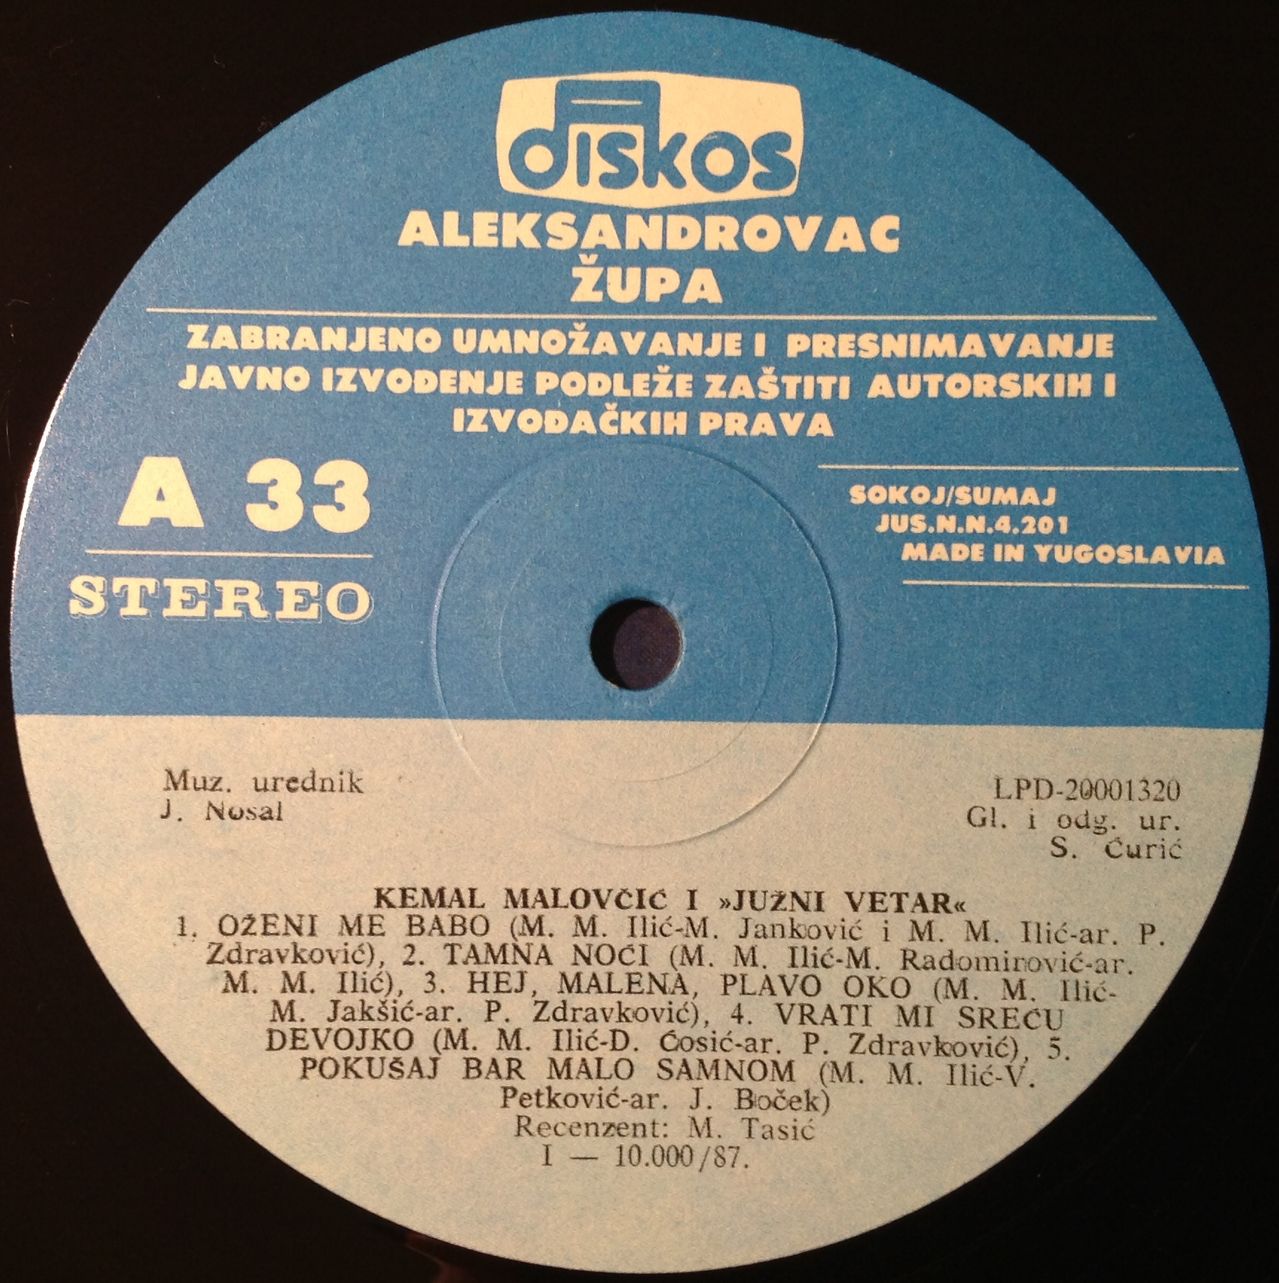 dISKOS
ALEKSANDROVAC
ŽUPA
ZABRANJENO UMNOŽAVANJE I PRESNIMAVANJE
JAVNO IZVOĐENJE PODLEŽE ZAŠTITI AUTORSKIH I
IZVOĐAČKIH PRAVA
A 33
STEREO
SOKOJ/SUMAJ
JUS.N.N.4.201
MADE IN YUGOSLAVIA
Muz. urednik
J. Nosal
LPD-20001320
Gl. i odg. ur.
S. Ćurić
KEMAL MALOVČIĆ I »JUŽNI VETAR«
1. OŽENI ME BABO (M. M. Ilić-M. Janković i M. M. Ilić-ar. P.
Zdravković), 2. TAMNA NOĆI (M. M. Ilić-M. Radomirović-ar.
M. M. Ilić), 3. HEJ, MALENA, PLAVO OKO (M. M. Ilić-
M. Jakšić-ar. P. Zdravković), 4. VRATI MI SREĆU
DEVOJKO (M. M. Ilić-D. Ćosić-ar. P. Zdravković), 5.
POKUŠAJ BAR MALO SAMNOM (M. M. Ilić-V.
Petković-ar. J. Boček)
Recenzent: M. Tasić
I — 10.000/87.